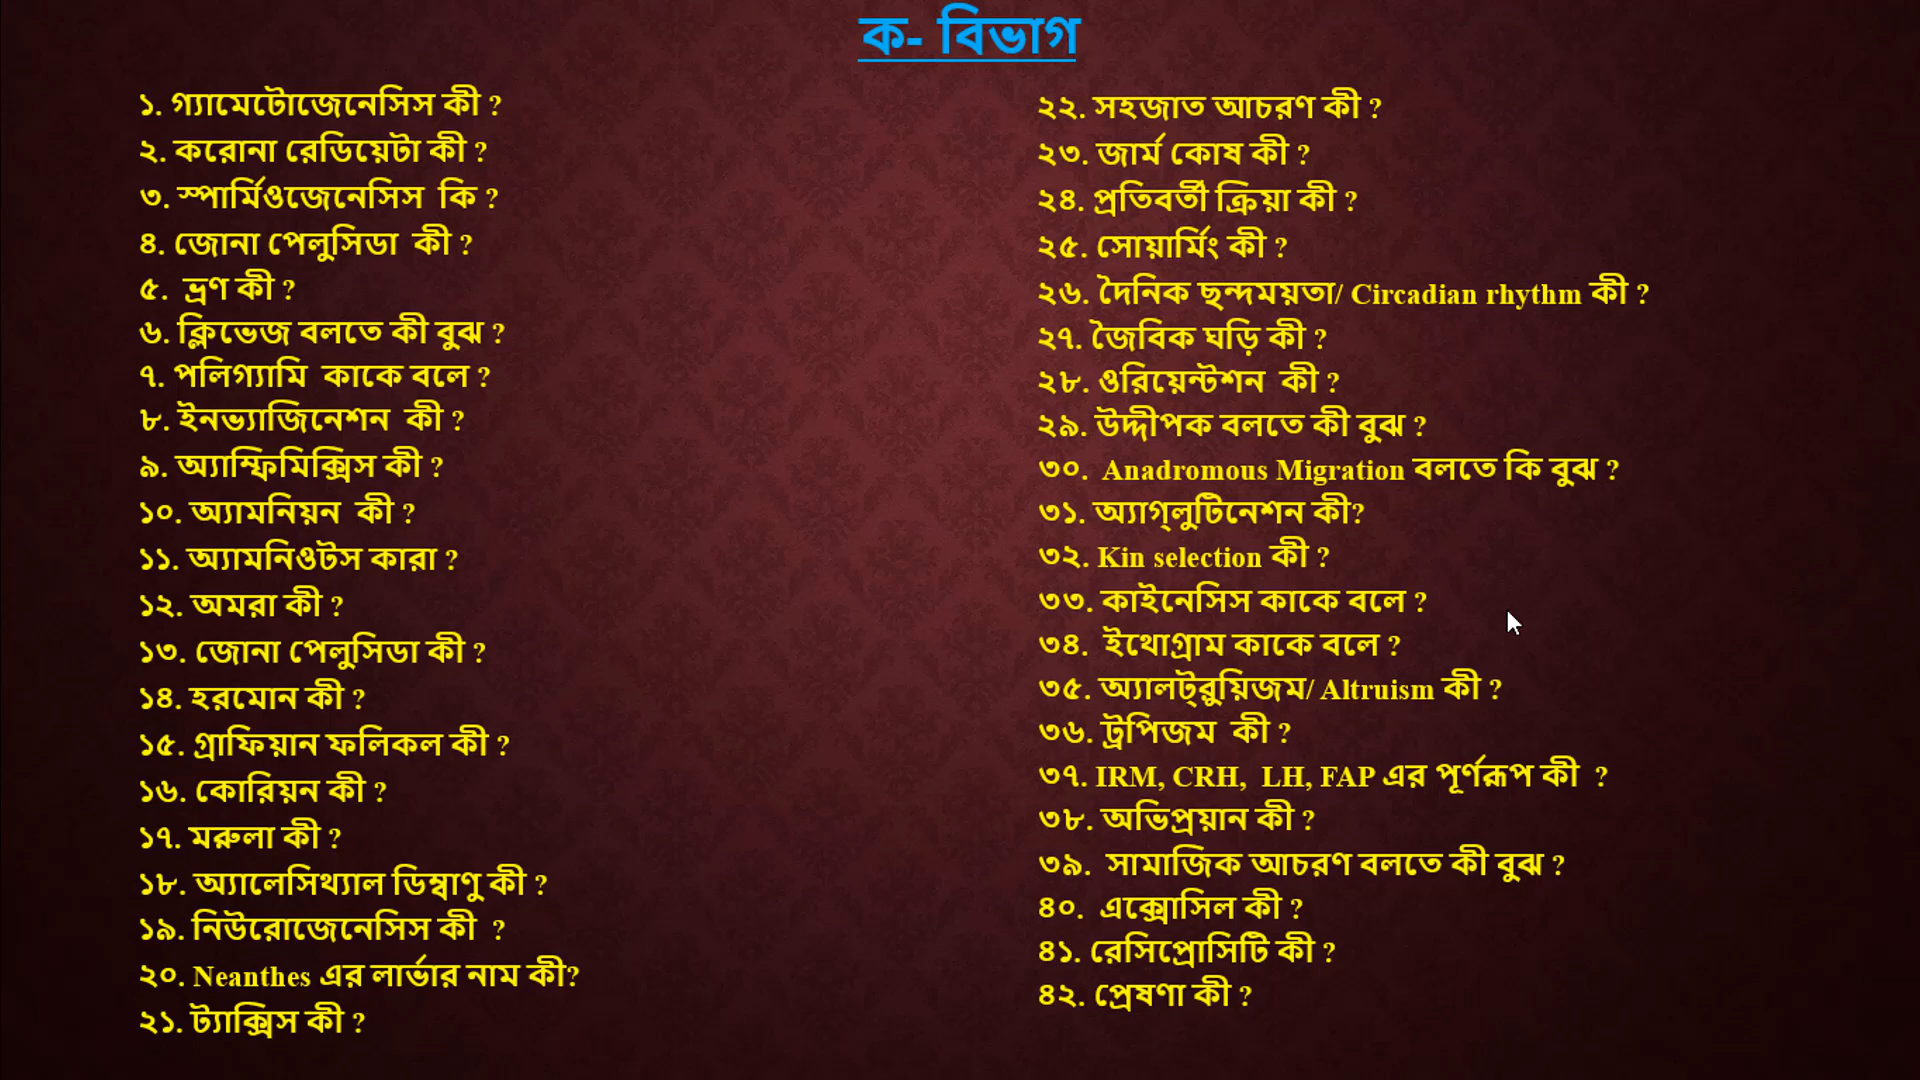 ক- বিভাগ
১. গ্যামেটোজেনেসিস কী ?
২. করোনা রেডিয়েটা কী ?
৩. স্পার্মিওজেনেসিস কি ?
৪. জোনা পেলুসিডা কী ?
৫. ভ্রণ কী ?
৬. ক্লিভেজ বলতে কী বুঝ ?
৭. পলিগ্যামি কাকে বলে ?
৮. ইনভ্যাজিনেশন কী ?
৯. অ্যাম্ফিমিক্সিস কী ?
১০. অ্যামনিয়ন কী ?
১১. অ্যামনিওটস কারা ?
১২. অমরা কী ?
১৩. জোনা পেলুসিডা কী ?
১৪. হরমোন কী ?
১৫. গ্রাফিয়ান ফলিকল কী ?
১৬. কোরিয়ন কী ?
১৭. মরুলা কী ?
১৮. অ্যালেসিথ্যাল ডিম্বাণু কী ?
১৯. নিউরোজেনেসিস কী ?
২০. Neanthes এর লার্ভার নাম কী?
২১. ট্যাক্সিস কী ?
২২. সহজাত আচরণ কী ?
২৩. জার্ম কোষ কী ?
২৪. প্রতিবর্তী ক্রিয়া কী ?
২৫. সোয়ার্মিং কী ?
২৬. দৈনিক ছন্দময়তা/ Circadian rhythm কী ?
২৭. জৈবিক ঘড়ি কী ?
২৮. ওরিয়েন্টশন কী ?
২৯. উদ্দীপক বলতে কী বুঝ ?
৩০. Anadromous Migration বলতে কি বুঝ ?
৩১. অ্যাগ্লুটিনেশন কী?
৩২. Kin selection কী ?
৩৩. কাইনেসিস কাকে বলে ?
৩৪. ইথোগ্রাম কাকে বলে ?
৩৫. অ্যালট্রুয়িজম/ Altruism কী ?
৩৬. ট্রপিজম কী ?
৩৭. IRM, CRH, LH, FAP এর পূর্ণরূপ কী ?
৩৮. অভিপ্রয়ান কী ?
৩৯. সামাজিক আচরণ বলতে কী বুঝ ?
৪০. এক্সোসিল কী ?
৪১. রেসিপ্রোসিটি কী ?
৪২. প্রেষণা কী ?